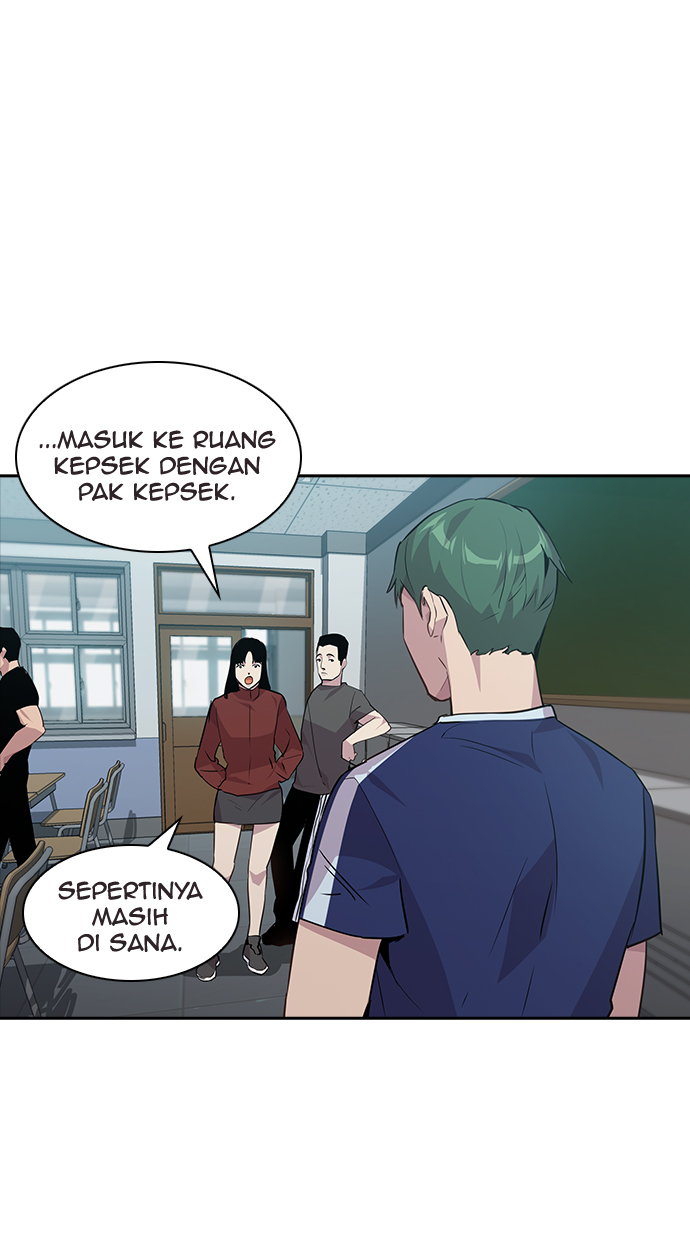 ...MASUK KE RUANG
KEPSEK DENGAN
PAK KEPSEK.
SEPERTINYA
MASIH
DI SANA.